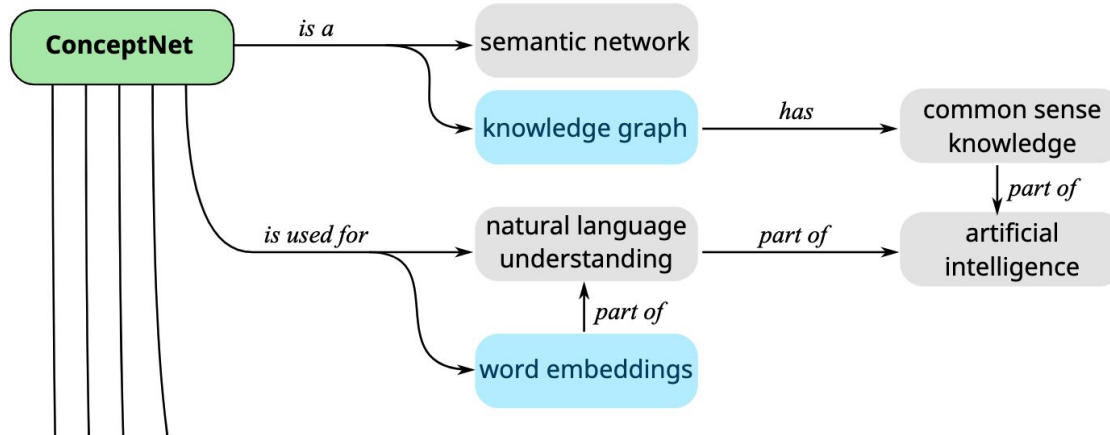 ConceptNet
is a
semantic network
knowledge graph
has
common sense
knowledge
part of
is used for
natural language
understanding
part of
artificial
intelligence
part of
word embeddings